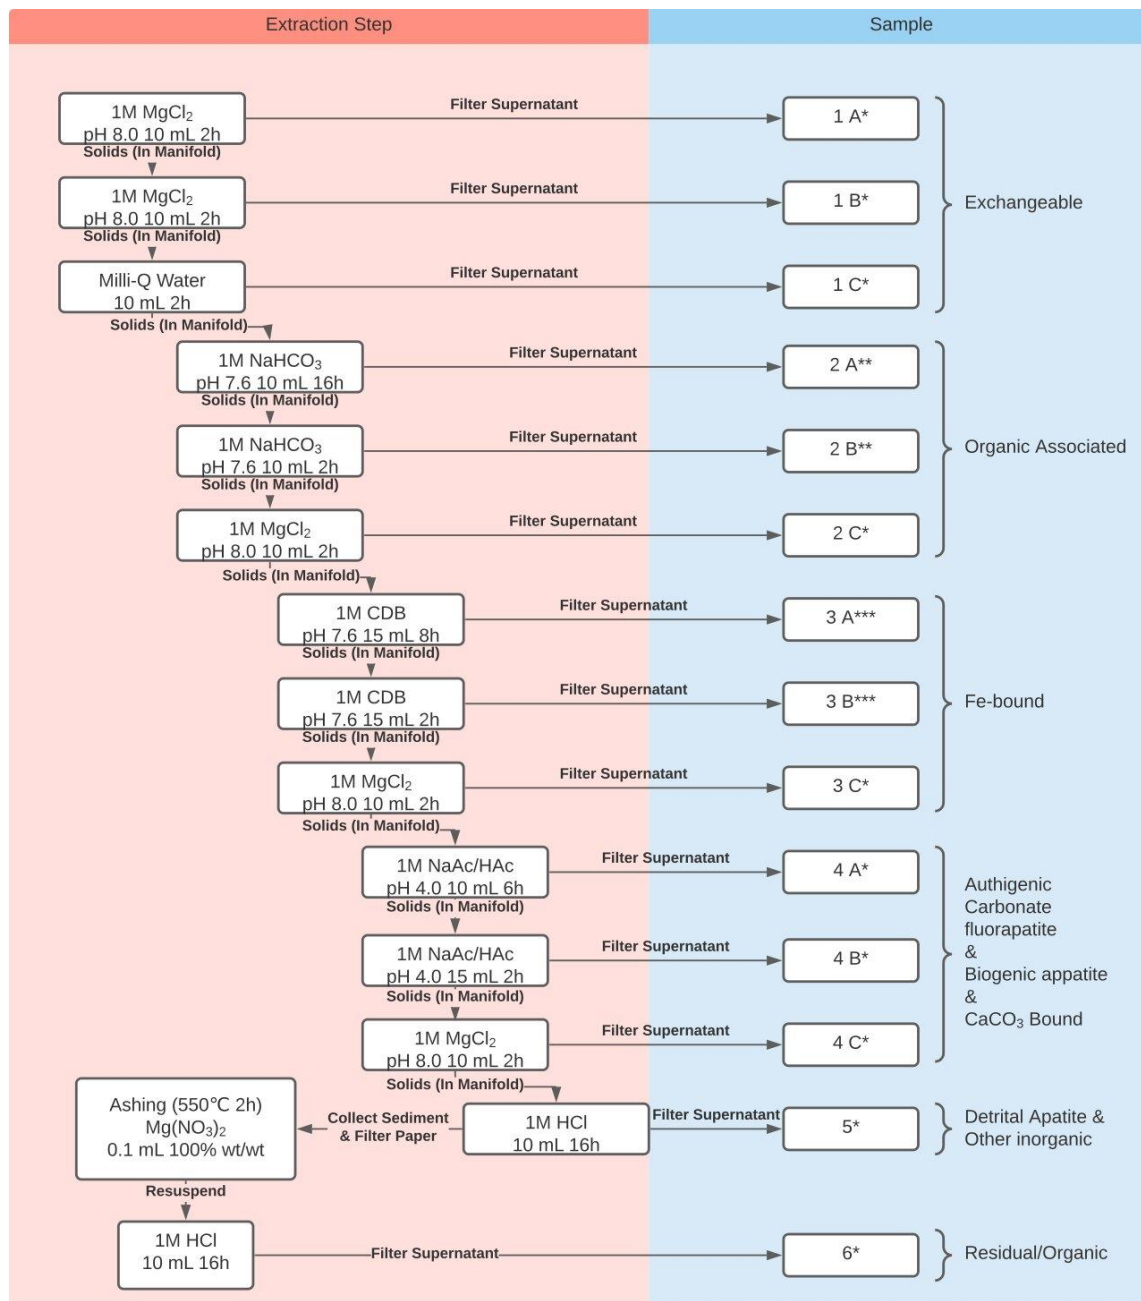 Extraction Step
Sample
1M MgCl₂
pH 8.0 10 mL 2h
Filter Supernatant
1 A*
Solids (In Manifold)
1M MgCl₂
pH 8.0 10 mL 2h
Filter Supernatant
1 B*
Exchangeable
Solids (In Manifold)
Milli-Q Water
10 mL 2h
Filter Supernatant
1 C*
Solids (In Manifold)
1M NaHCO₃
pH 7.6 10 mL 16h
Filter Supernatant
2 A**
Solids (In Manifold)
1M NaHCO₃
pH 7.6 10 mL 2h
Filter Supernatant
2 B**
Organic Associated
Solids (In Manifold)
1M MgCl₂
pH 8.0 10 mL 2h
Filter Supernatant
2 C*
Solids (In Manifold)
1M CDB
pH 7.6 15 mL 8h
Filter Supernatant
3 A***
Solids (In Manifold)
1M CDB
pH 7.6 15 mL 2h
Filter Supernatant
3 B***
Fe-bound
Solids (In Manifold)
1M MgCl₂
pH 8.0 10 mL 2h
Filter Supernatant
3 C*
Solids (In Manifold)
1M NaAc/HAc
pH 4.0 10 mL 6h
Filter Supernatant
4 A*
Solids (In Manifold)
1M NaAc/HAc
pH 4.0 15 mL 2h
Filter Supernatant
4 B*
Authigenic
Carbonate
fluorapatite
&
Biogenic appatite
&
CaCO₃ Bound
Solids (In Manifold)
1M MgCl₂
pH 8.0 10 mL 2h
Filter Supernatant
4 C*
Solids (In Manifold)
1M HCl
10 mL 16h
Filter Supernatant
5*
Detrital Apatite &
Other inorganic
Collect Sediment
& Filter Paper
Ashing (550℃ 2h)
Mg(NO₃)₂
0.1 mL 100% wt/wt
Resuspend
1M HCl
10 mL 16h
Filter Supernatant
6*
Residual/Organic